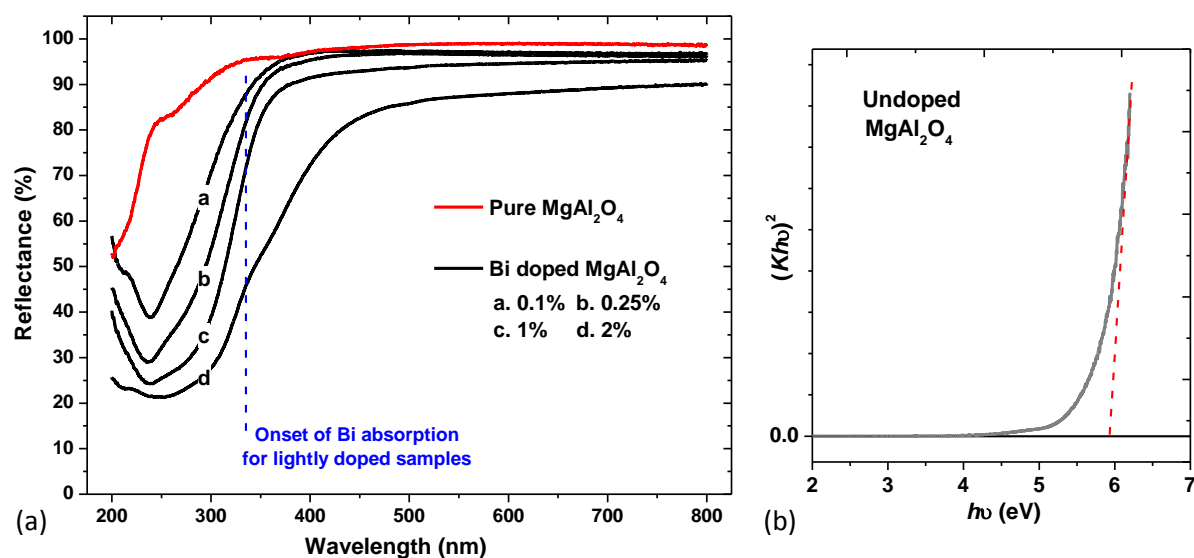 100
90
80
70
60
50
40
30
20
10
0
Reflectance (%)
200 300 400 500 600 700 800
Wavelength (nm)
a
b
c
d
Pure MgAl₂O₄
Bi doped MgAl₂O₄
a. 0.1% b. 0.25%
c. 1% d. 2%
Onset of Bi absorption
for lightly doped samples
(a)
Undoped
MgAl₂O₄
(Khυ)²
0.0
2 3 4 5 6 7
hυ (eV)
(b)